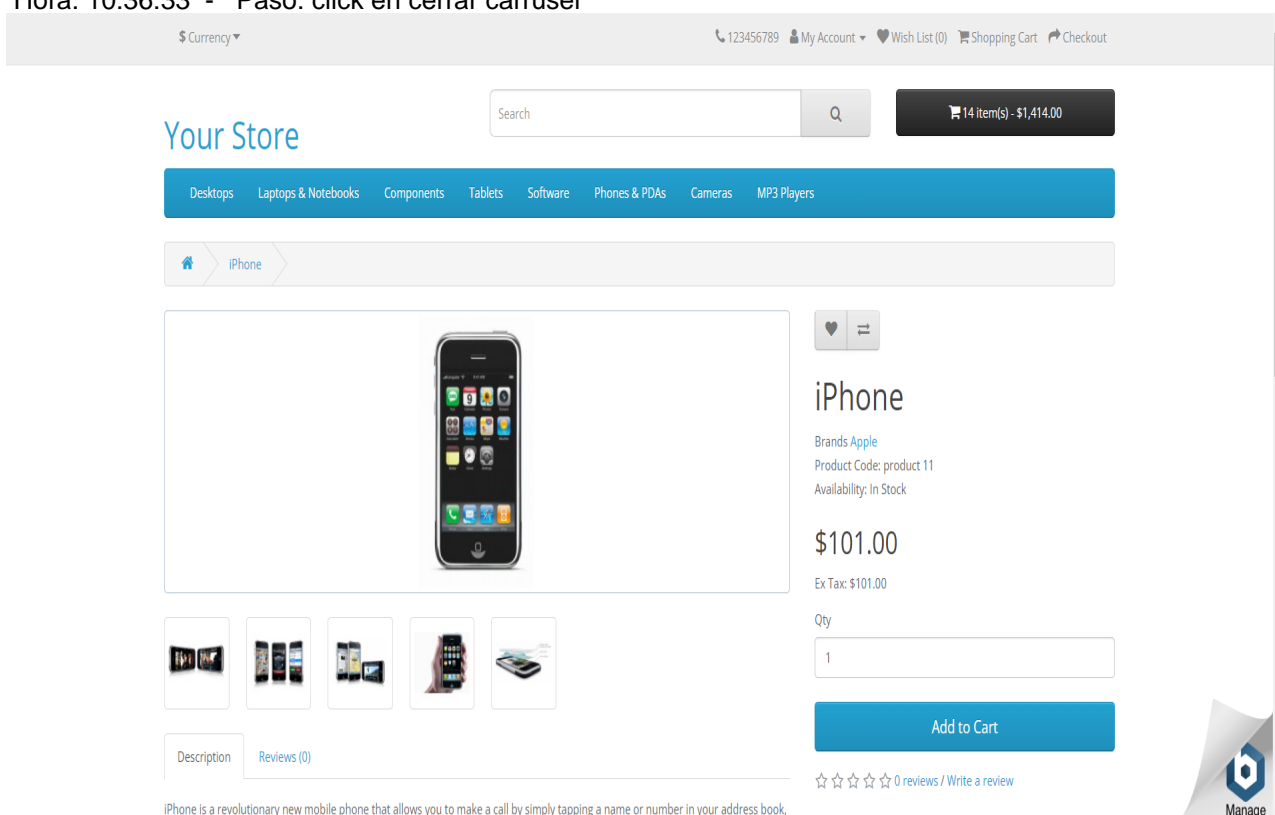 Hora: 10:36:33 - Paso: click en cerrar carrusel
$ Currency
123456789 My Account Wish List (0) Shopping Cart Checkout
Your Store
Search
14 item(s) - $1,414.00
Desktops Laptops & Notebooks Components Tablets Software Phones & PDAs Cameras MP3 Players
iPhone
iPhone
Brands Apple
Product Code: product 11
Availability: In Stock
$101.00
Ex Tax: $101.00
Qty
1
Add to Cart
0 reviews / Write a review
Description Reviews (0)
iPhone is a revolutionary new mobile phone that allows you to make a call by simply tapping a name or number in your address book,
Manage